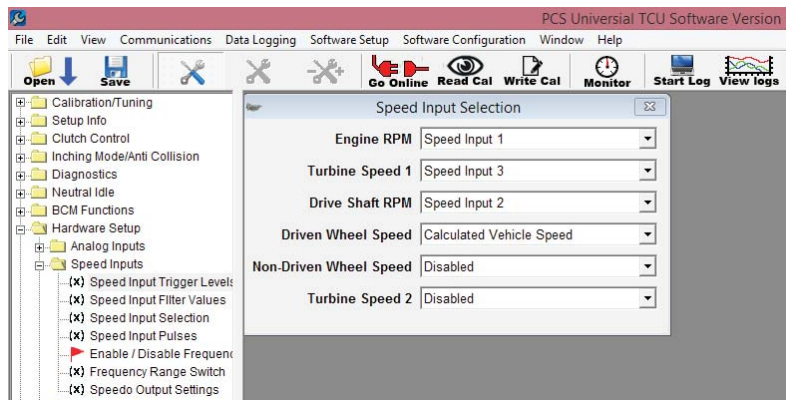 PCS Universial TCU Software Version
File Edit View Communications Data Logging Software Setup Software Configuration Window Help
Open Save Go Online Read Cal Write Cal Monitor Start Log View logs
Calibration/Tuning
Setup Info
Clutch Control
Inching Mode/Anti Collision
Diagnostics
Neutral Idle
BCM Functions
Hardware Setup
Analog Inputs
Speed Inputs
(x) Speed Input Trigger Levels
(x) Speed Input FIlter Values
(x) Speed Input Selection
(x) Speed Input Pulses
Enable / Disable Frequenc
(x) Frequency Range Switch
(x) Speedo Output Settings
Speed Input Selection
Engine RPM Speed Input 1
Turbine Speed 1 Speed Input 3
Drive Shaft RPM Speed Input 2
Driven Wheel Speed Calculated Vehicle Speed
Non-Driven Wheel Speed Disabled
Turbine Speed 2 Disabled